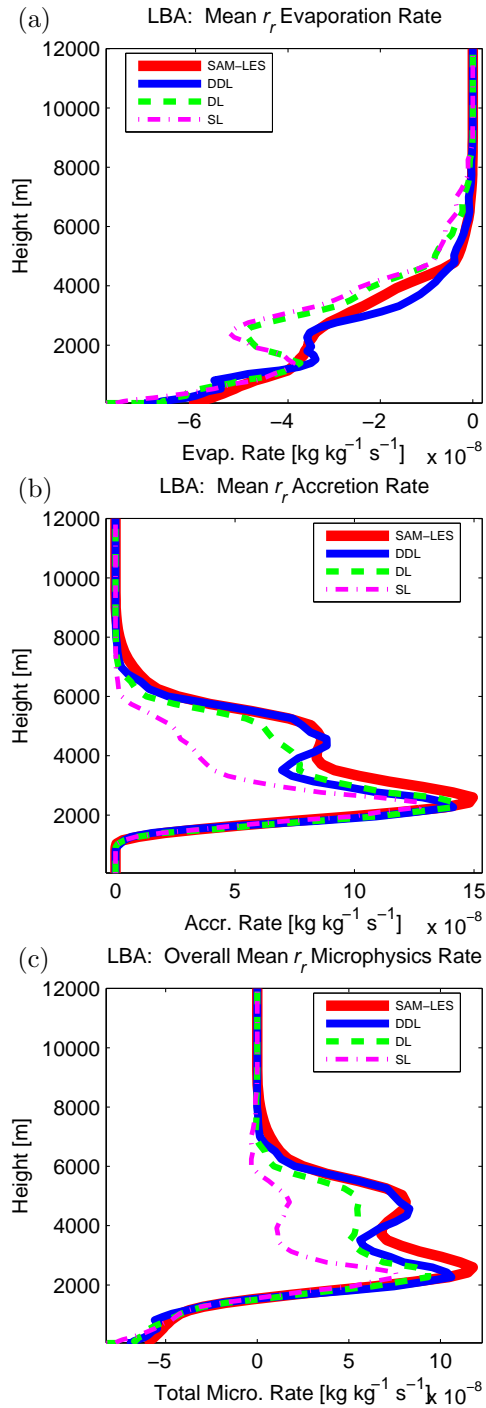 (a)
LBA: Mean r_r Evaporation Rate
12000
10000
8000
6000
4000
2000
Height [m]
SAM−LES
DDL
DL
SL
−6 −4 −2 0
Evap. Rate [kg kg⁻¹ s⁻¹] x 10⁻⁸
(b)
LBA: Mean r_r Accretion Rate
12000
10000
8000
6000
4000
2000
Height [m]
SAM−LES
DDL
DL
SL
0 5 10 15
Accr. Rate [kg kg⁻¹ s⁻¹] x 10⁻⁸
(c)
LBA: Overall Mean r_r Microphysics Rate
12000
10000
8000
6000
4000
2000
Height [m]
SAM−LES
DDL
DL
SL
−5 0 5 10
Total Micro. Rate [kg kg⁻¹ s⁻¹] x 10⁻⁸